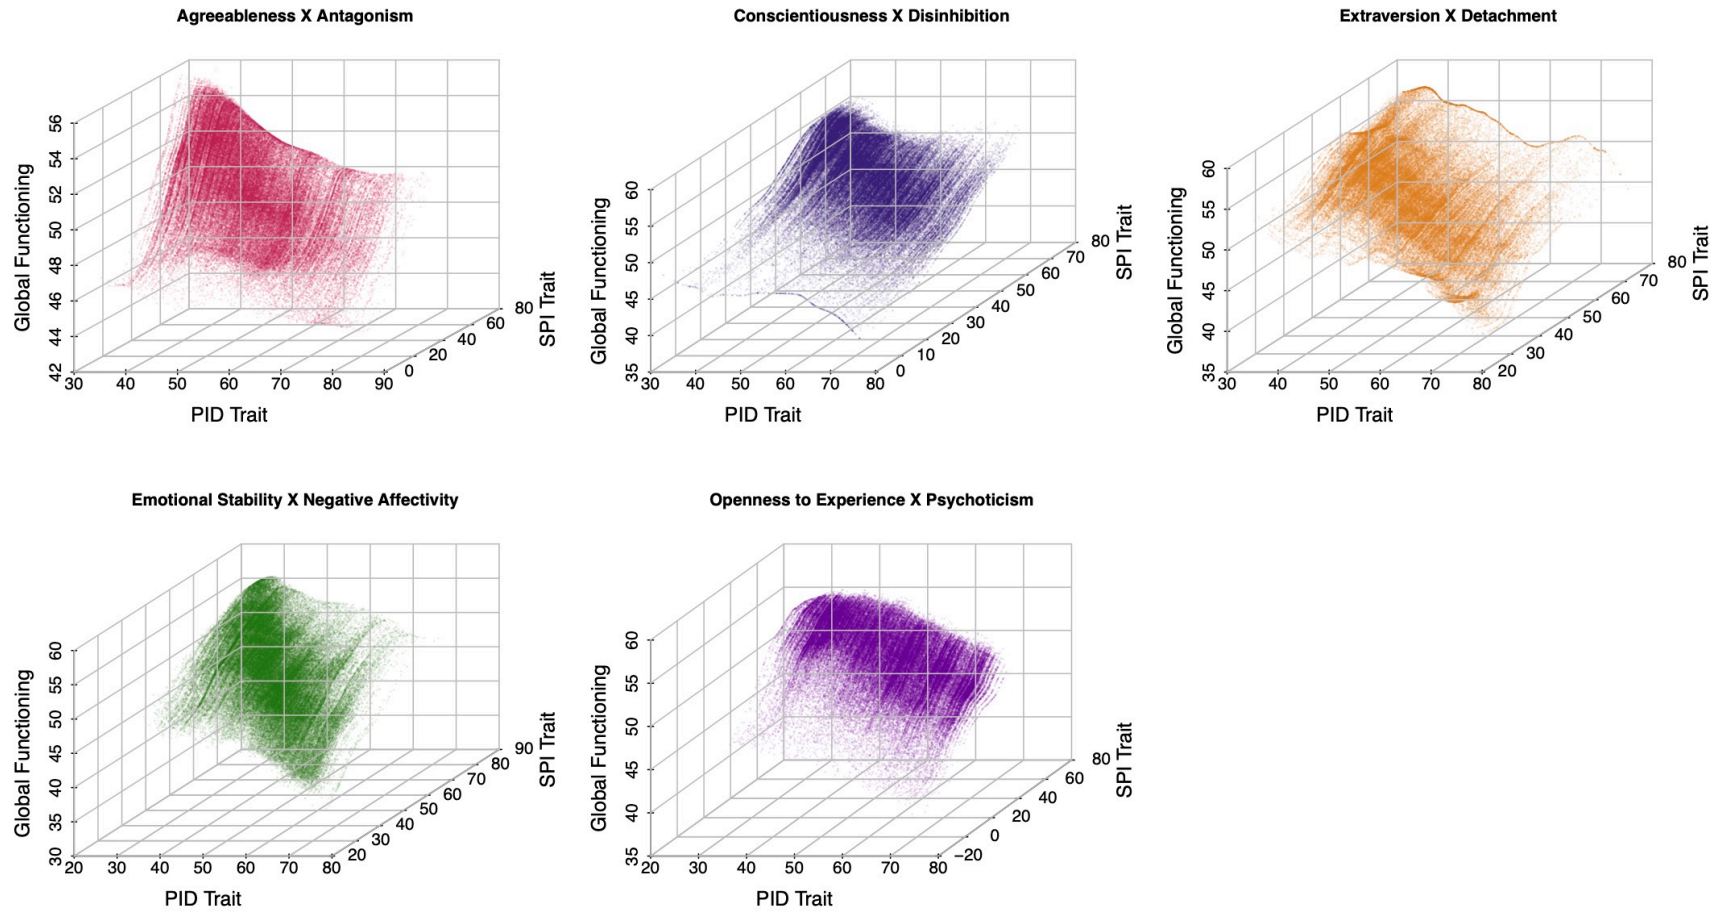 Agreeableness X Antagonism
Global Functioning
56
54
52
50
48
46
44
42
30 40 50 60 70 80 90
PID Trait
0 20 40 60 80
SPI Trait
Conscientiousness X Disinhibition
Global Functioning
60
55
50
45
40
35
30 40 50 60 70 80
PID Trait
0 10 20 30 40 50 60 70 80
SPI Trait
Extraversion X Detachment
Global Functioning
60
55
50
45
40
35
30 40 50 60 70 80
PID Trait
20 30 40 50 60 70 80
SPI Trait
Emotional Stability X Negative Affectivity
Global Functioning
60
55
50
45
40
35
30
20 30 40 50 60 70 80
PID Trait
20 30 40 50 60 70 80 90
SPI Trait
Openness to Experience X Psychoticism
Global Functioning
60
55
50
45
40
35
20 30 40 50 60 70 80
PID Trait
−20 0 20 40 60 80
SPI Trait